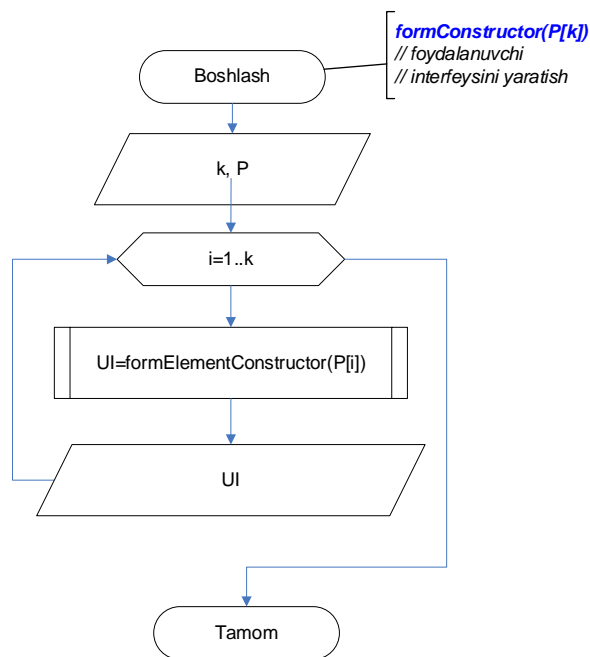 formConstructor(P[k])
// foydalanuvchi
// interfeysini yaratish
Boshlash
k, P
i=1..k
UI=formElementConstructor(P[i])
UI
Tamom